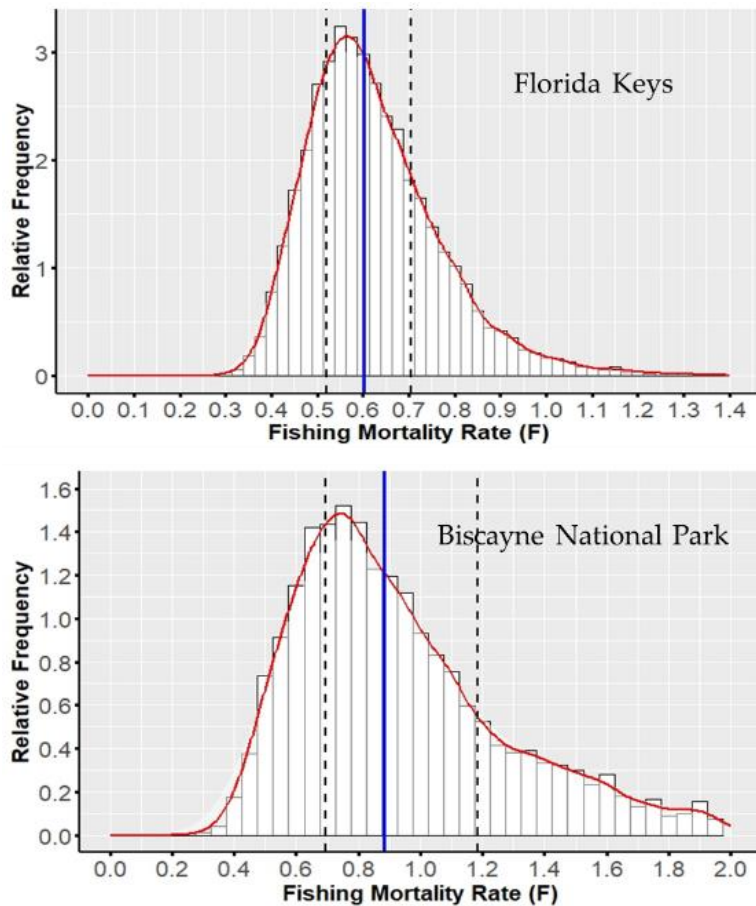 3
Florida Keys
2
1
0
Relative Frequency
0.0 0.1 0.2 0.3 0.4 0.5 0.6 0.7 0.8 0.9 1.0 1.1 1.2 1.3 1.4
Fishing Mortality Rate (F)
1.6
1.4
Biscayne National Park
1.2
1.0
0.8
0.6
0.4
0.2
0.0
Relative Frequency
0.0 0.2 0.4 0.6 0.8 1.0 1.2 1.4 1.6 1.8 2.0
Fishing Mortality Rate (F)